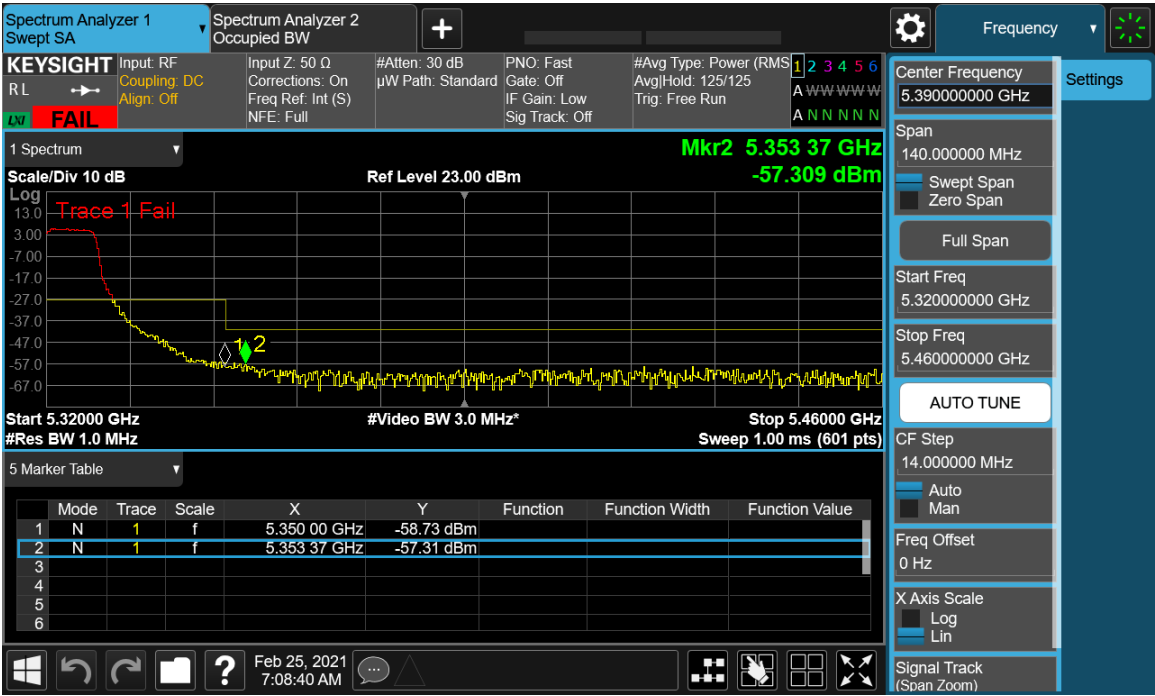 Spectrum Analyzer 1
Swept SA
Spectrum Analyzer 2
Occupied BW
Frequency
KEYSIGHT
RL
LXI
FAIL
Input: RF
Coupling: DC
Align: Off
Input Z: 50 Ω
Corrections: On
Freq Ref: Int (S)
NFE: Full
#Atten: 30 dB
µW Path: Standard
PNO: Fast
Gate: Off
IF Gain: Low
Sig Track: Off
#Avg Type: Power (RMS
Avg|Hold: 125/125
Trig: Free Run
1 2 3 4 5 6
A W W W W W
A N N N N N
1 Spectrum
Mkr2 5.353 37 GHz
-57.309 dBm
Scale/Div 10 dB
Ref Level 23.00 dBm
Log
Trace 1 Fail
13.0
3.00
-7.00
-17.0
-27.0
-37.0
-47.0
-57.0
-67.0
1
2
Start 5.32000 GHz
#Video BW 3.0 MHz*
Stop 5.46000 GHz
#Res BW 1.0 MHz
Sweep 1.00 ms (601 pts)
5 Marker Table
Mode Trace Scale X Y Function Function Width Function Value
1 N 1 f 5.350 00 GHz -58.73 dBm
2 N 1 f 5.353 37 GHz -57.31 dBm
3
4
5
6
Feb 25, 2021
7:08:40 AM
Center Frequency
5.390000000 GHz
Settings
Span
140.000000 MHz
Swept Span
Zero Span
Full Span
Start Freq
5.320000000 GHz
Stop Freq
5.460000000 GHz
AUTO TUNE
CF Step
14.000000 MHz
Auto
Man
Freq Offset
0 Hz
X Axis Scale
Log
Lin
Signal Track
(Span Zoom)